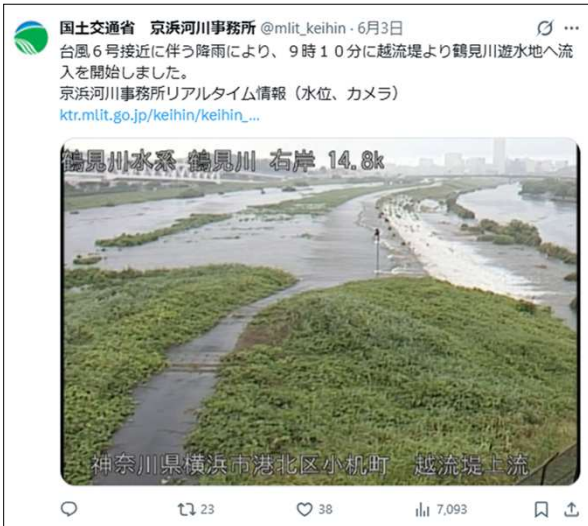 国土交通省 京浜河川事務所 @mlit_keihin · 6月3日
台風６号接近に伴う降雨により、９時１０分に越流堤より鶴見川遊水地へ流
入を開始しました。
京浜河川事務所リアルタイム情報（水位、カメラ）
ktr.mlit.go.jp/keihin/keihin_...
鶴見川水系 鶴見川 右岸 14.8k
神奈川県横浜市港北区小机町 越流堤上流
23 38 7,093